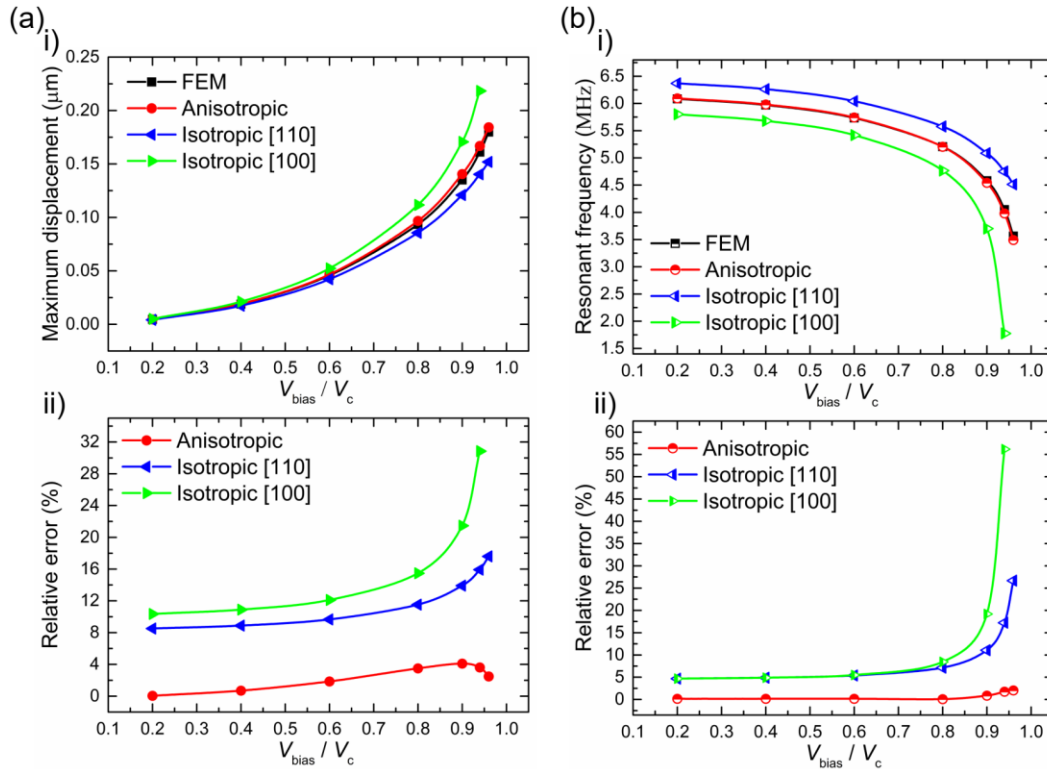 (a)
i)
Maximum displacement (μm)
0.25
0.20
0.15
0.10
0.05
0.00
FEM
Anisotropic
Isotropic [110]
Isotropic [100]
0.1 0.2 0.3 0.4 0.5 0.6 0.7 0.8 0.9 1.0
Vbias / Vc
ii)
Relative error (%)
32
28
24
20
16
12
8
4
0
Anisotropic
Isotropic [110]
Isotropic [100]
0.1 0.2 0.3 0.4 0.5 0.6 0.7 0.8 0.9 1.0
Vbias / Vc
(b)
i)
Resonant frequency (MHz)
6.5
6.0
5.5
5.0
4.5
4.0
3.5
3.0
2.5
2.0
1.5
FEM
Anisotropic
Isotropic [110]
Isotropic [100]
0.1 0.2 0.3 0.4 0.5 0.6 0.7 0.8 0.9 1.0
Vbias / Vc
ii)
Relative error (%)
60
55
50
45
40
35
30
25
20
15
10
5
0
Anisotropic
Isotropic [110]
Isotropic [100]
0.1 0.2 0.3 0.4 0.5 0.6 0.7 0.8 0.9 1.0
Vbias / Vc